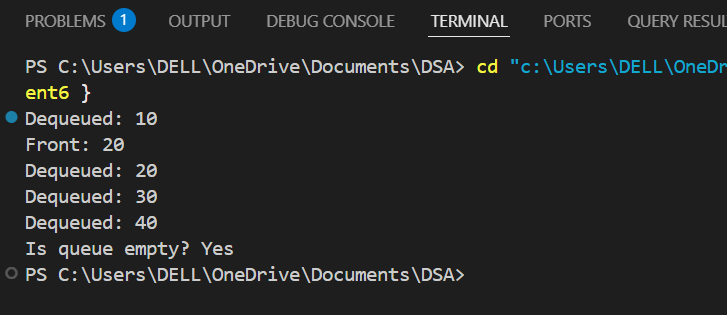 PROBLEMS 1 OUTPUT DEBUG CONSOLE TERMINAL PORTS QUERY RESU
PS C:\Users\DELL\OneDrive\Documents\DSA> cd "c:\Users\DELL\OneDr
ent6 }
Dequeued: 10
Front: 20
Dequeued: 20
Dequeued: 30
Dequeued: 40
Is queue empty? Yes
PS C:\Users\DELL\OneDrive\Documents\DSA>